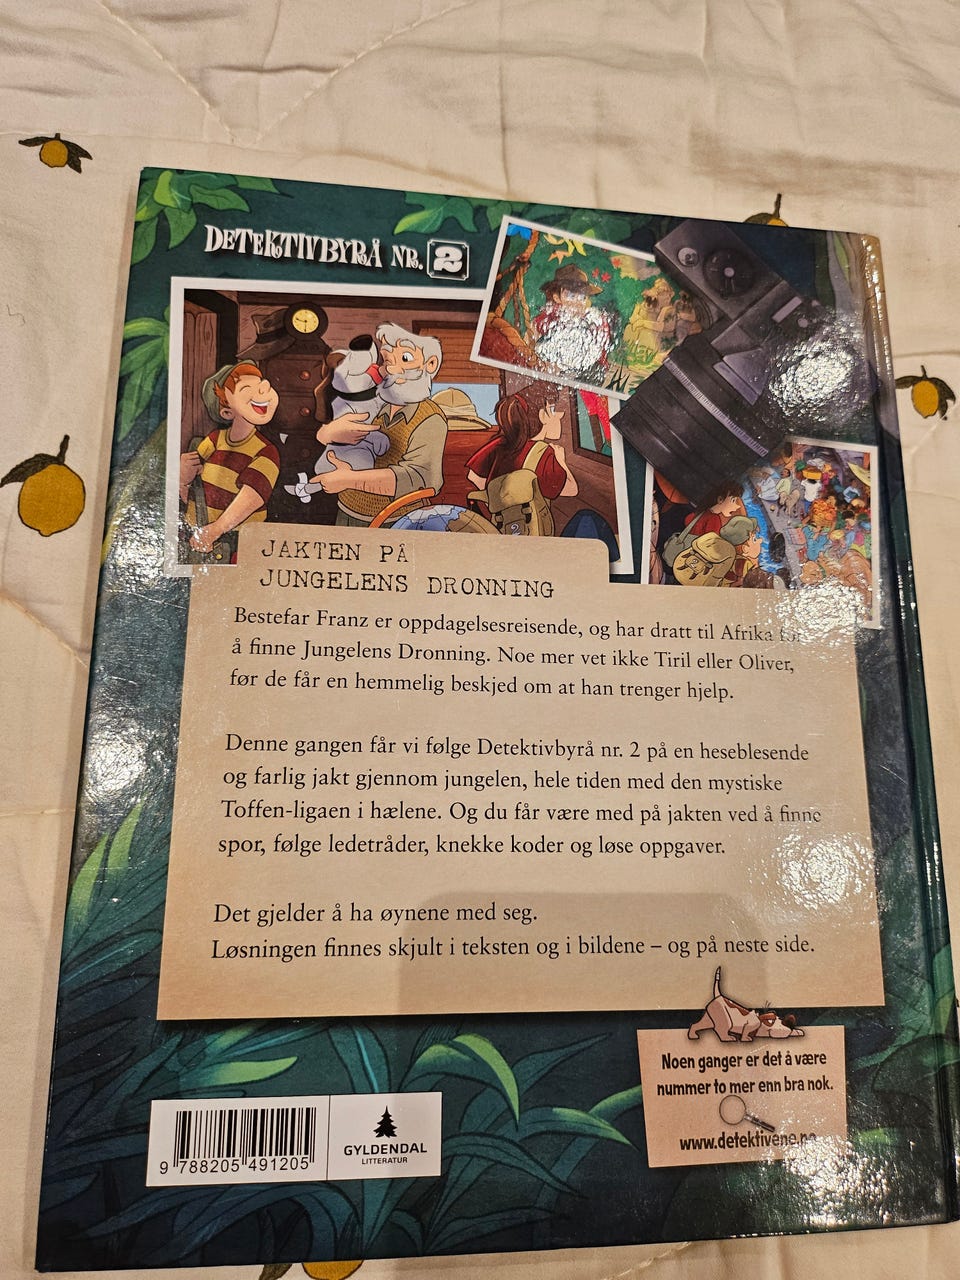 DETEKTIVBYRÅ NR. 2
JAKTEN PÅ
JUNGELENS DRONNING
Bestefar Franz er oppdagelsesreisende, og har dratt til Afrika for
å finne Jungelens Dronning. Noe mer vet ikke Tiril eller Oliver,
før de får en hemmelig beskjed om at han trenger hjelp.
Denne gangen får vi følge Detektivbyrå nr. 2 på en heseblesende
og farlig jakt gjennom jungelen, hele tiden med den mystiske
Toffen-ligaen i hælene. Og du får være med på jakten ved å finne
spor, følge ledetråder, knekke koder og løse oppgaver.
Det gjelder å ha øynene med seg.
Løsningen finnes skjult i teksten og i bildene – og på neste side.
Noen ganger er det å være
nummer to mer enn bra nok.
www.detektivene.no
9 788205 491205
GYLDENDAL
LITTERATUR